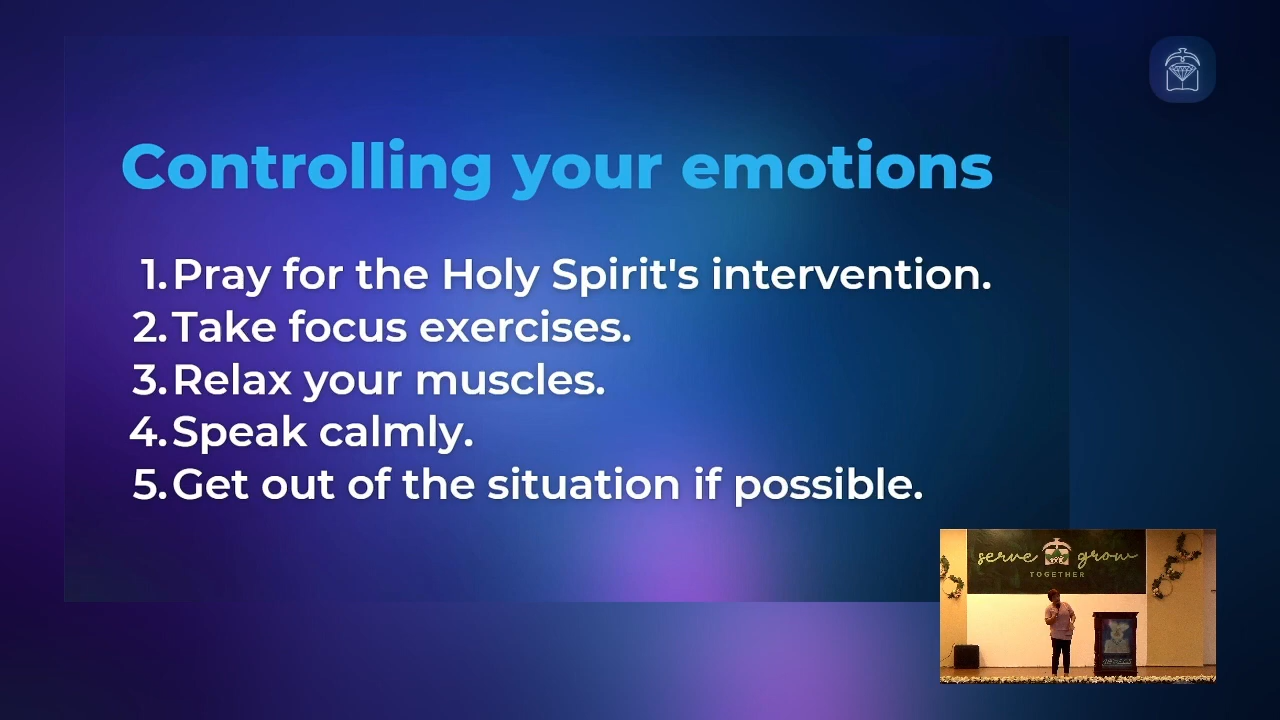 Controlling your emotions
1. Pray for the Holy Spirit's intervention.
2. Take focus exercises.
3. Relax your muscles.
4. Speak calmly.
5. Get out of the situation if possible.
serve grow
TOGETHER